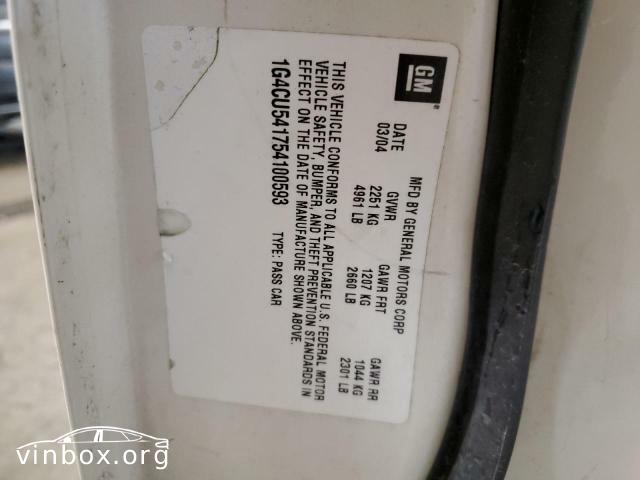 GM®
MFD BY GENERAL MOTORS CORP
DATE GVWR GAWR FRT GAWR RR
03/04 2251 KG 1207 KG 1044 KG
4961 LB 2660 LB 2301 LB
THIS VEHICLE CONFORMS TO ALL APPLICABLE U.S. FEDERAL MOTOR
VEHICLE SAFETY, BUMPER, AND THEFT PREVENTION STANDARDS IN
EFFECT ON THE DATE OF MANUFACTURE SHOWN ABOVE.
1G4CU541754100593 TYPE: PASS CAR
vinbox.org